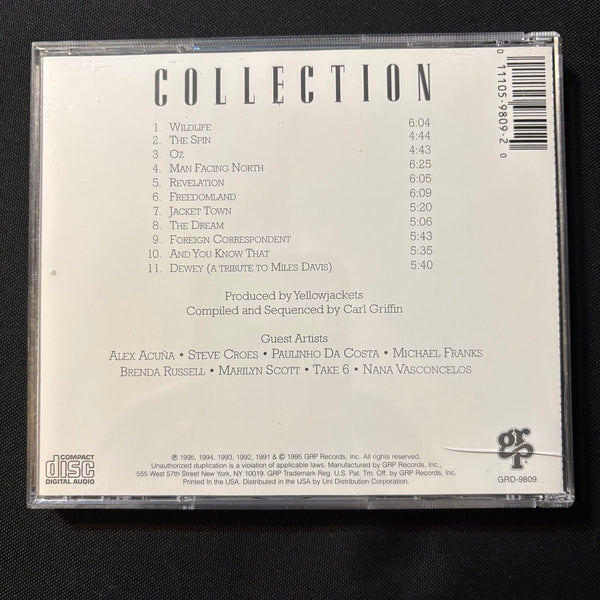 COLLECTION
1. WILDLIFE 6:04
2. THE SPIN 4:44
3. OZ 4:43
4. MAN FACING NORTH 6:25
5. REVELATION 6:05
6. FREEDOMLAND 6:09
7. JACKET TOWN 5:20
8. THE DREAM 5:06
9. FOREIGN CORRESPONDENT 5:43
10. AND YOU KNOW THAT 5:35
11. DEWEY (A TRIBUTE TO MILES DAVIS) 5:40
Produced by Yellowjackets
Compiled and Sequenced by Carl Griffin
Guest Artists
ALEX ACUÑA • STEVE CROES • PAULINHO DA COSTA • MICHAEL FRANKS
BRENDA RUSSELL • MARILYN SCOTT • TAKE 6 • NANA VASCONCELOS
℗ 1995, 1994, 1993, 1992, 1991 & © 1995 GRP Records, Inc. All rights reserved.
Unauthorized duplication is a violation of applicable laws. Manufactured by GRP Records, Inc.,
555 West 57th Street New York, NY 10019. GRP Trademark Reg. U.S. Pat. Tm. Off. by GRP Records, Inc.
Printed in the USA. Distributed in the USA by Uni Distribution Corporation.
COMPACT
disc
DIGITAL AUDIO
grp
GRD-9809
0 11105-9809-2 0